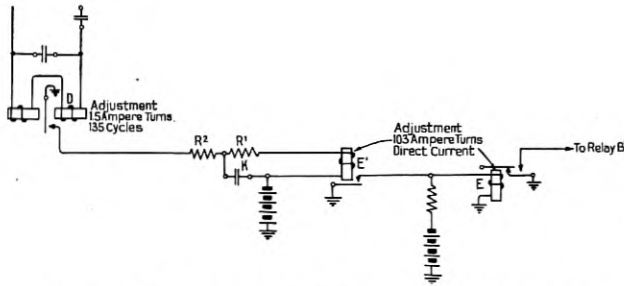 D
Adjustment
1.5 Ampere Turns
135 Cycles
R²
R¹
K
E'
Adjustment
103 Ampere Turns
Direct Current
E
To Relay B